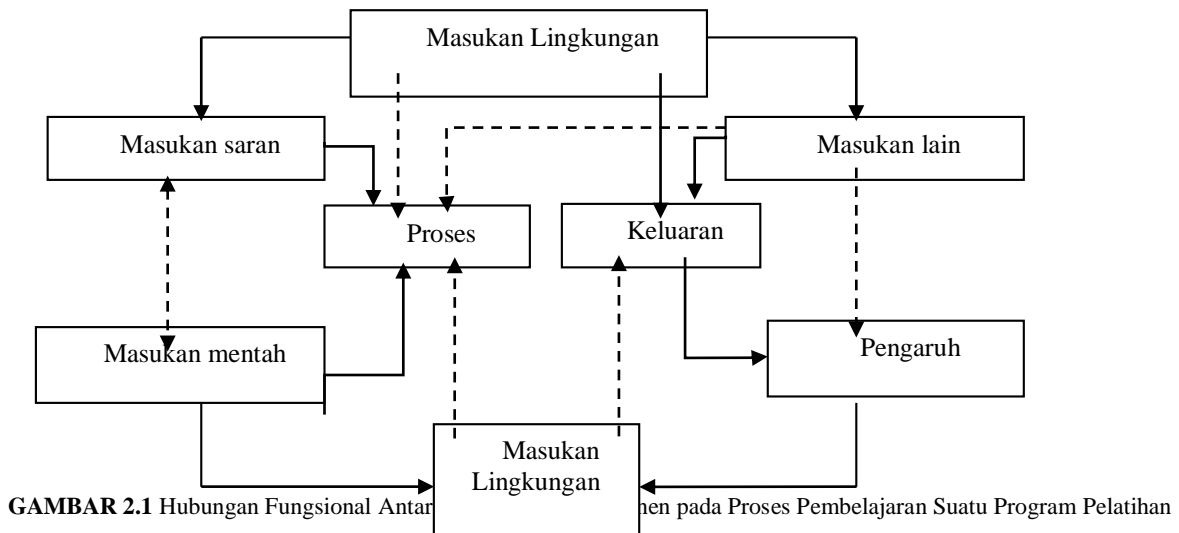 Masukan Lingkungan
Masukan saran
Masukan lain
Proses
Keluaran
Masukan mentah
Pengaruh
Masukan
Lingkungan
GAMBAR 2.1 Hubungan Fungsional Antar nen pada Proses Pembelajaran Suatu Program Pelatihan